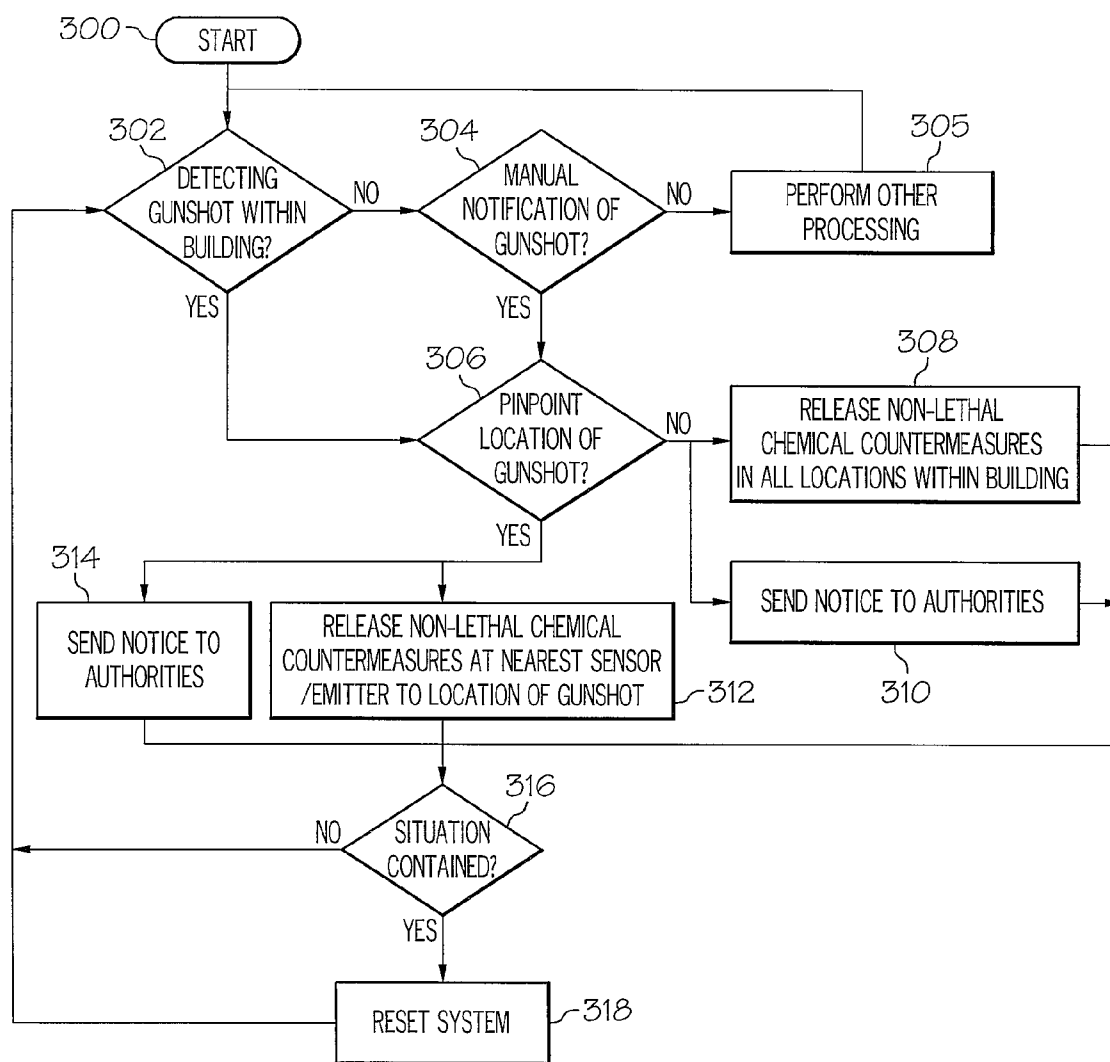 300
START
302
DETECTING
GUNSHOT WITHIN
BUILDING?
NO
YES
304
MANUAL
NOTIFICATION OF
GUNSHOT?
NO
YES
305
PERFORM OTHER
PROCESSING
306
PINPOINT
LOCATION OF
GUNSHOT?
NO
YES
308
RELEASE NON-LETHAL
CHEMICAL COUNTERMEASURES
IN ALL LOCATIONS WITHIN BUILDING
SEND NOTICE TO AUTHORITIES
310
314
SEND NOTICE TO
AUTHORITIES
RELEASE NON-LETHAL CHEMICAL
COUNTERMEASURES AT NEAREST SENSOR
/EMITTER TO LOCATION OF GUNSHOT
312
316
SITUATION
CONTAINED?
NO
YES
RESET SYSTEM
318